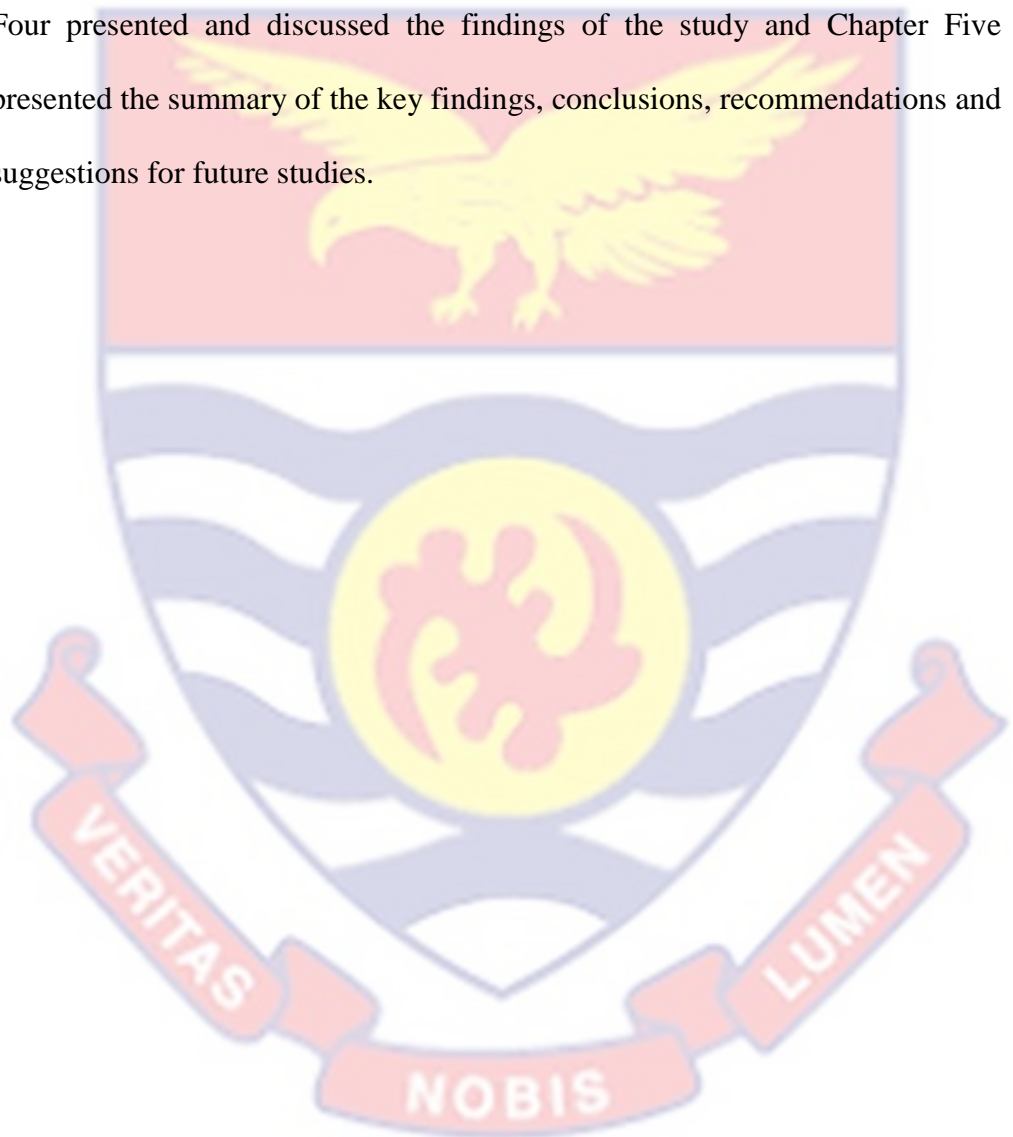 Four presented and discussed the findings of the study and Chapter Five
presented the summary of the key findings, conclusions, recommendations and
suggestions for future studies.
VERITAS
NOBIS
LUMEN